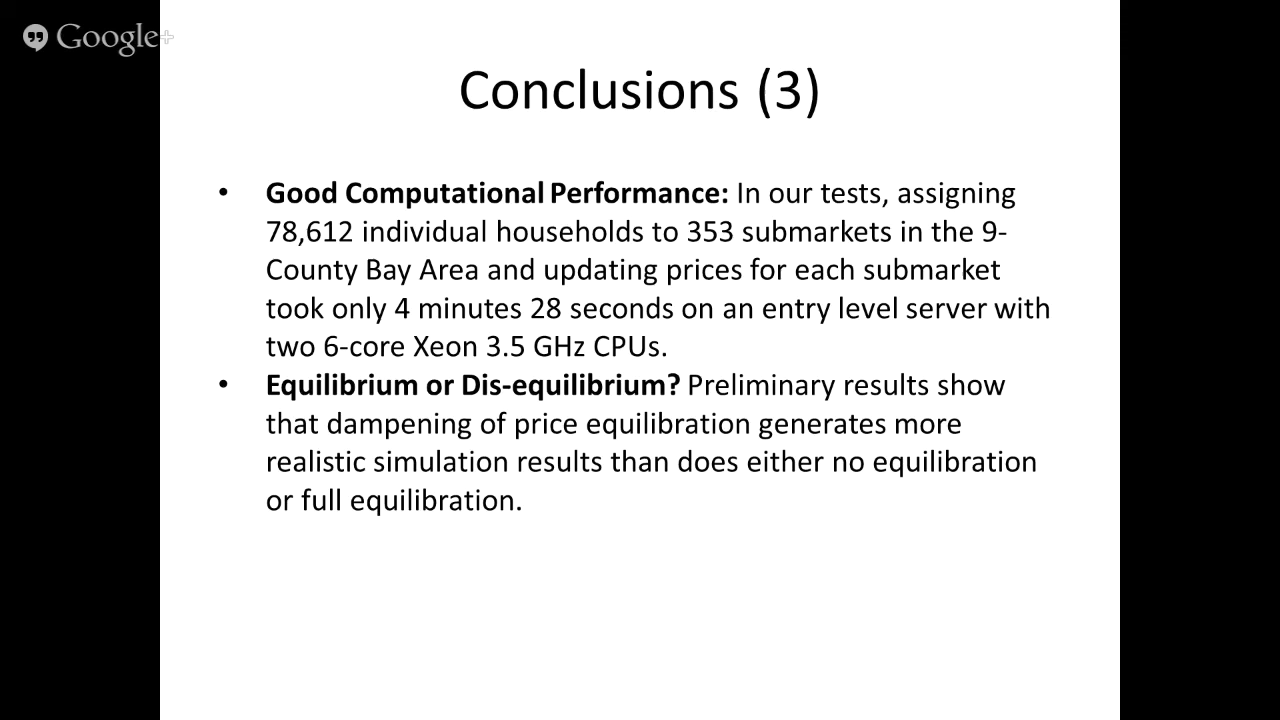 Google+
Conclusions (3)
• Good Computational Performance: In our tests, assigning
78,612 individual households to 353 submarkets in the 9-
County Bay Area and updating prices for each submarket
took only 4 minutes 28 seconds on an entry level server with
two 6-core Xeon 3.5 GHz CPUs.
• Equilibrium or Dis-equilibrium? Preliminary results show
that dampening of price equilibration generates more
realistic simulation results than does either no equilibration
or full equilibration.